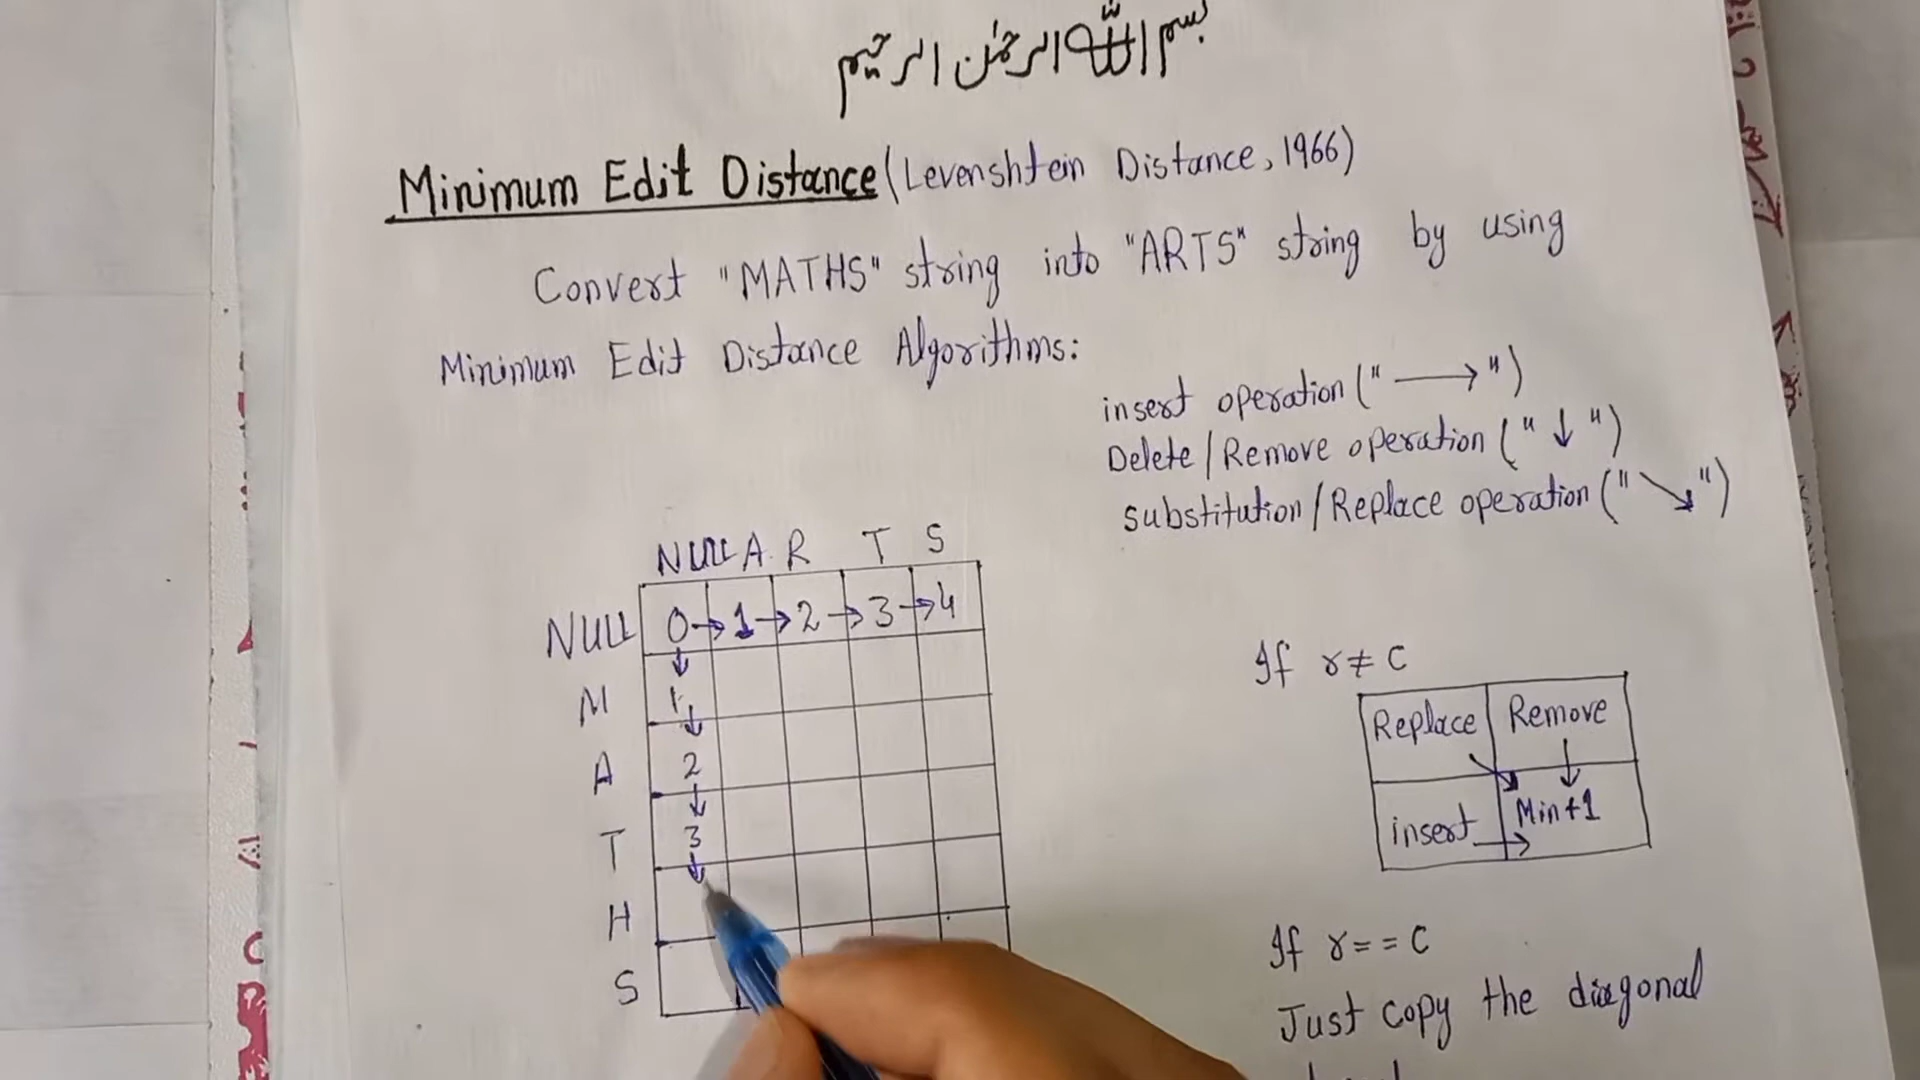 بسم الله الرحمن الرحيم
Minimum Edit Distance (Levenshtein Distance, 1966)
Convert "MATHS" string into "ARTS" string by using
Minimum Edit Distance Algorithms:
insert operation ("→")
Delete/Remove operation ("↓")
substitution/Replace operation ("↘")
NULL A R T S
NULL 0 → 1 → 2 → 3 → 4
↓
M 1
↓
A 2
↓
T 3
↓
H
S
If r ≠ c
Replace Remove
insert Min+1
If r == c
Just copy the diagonal